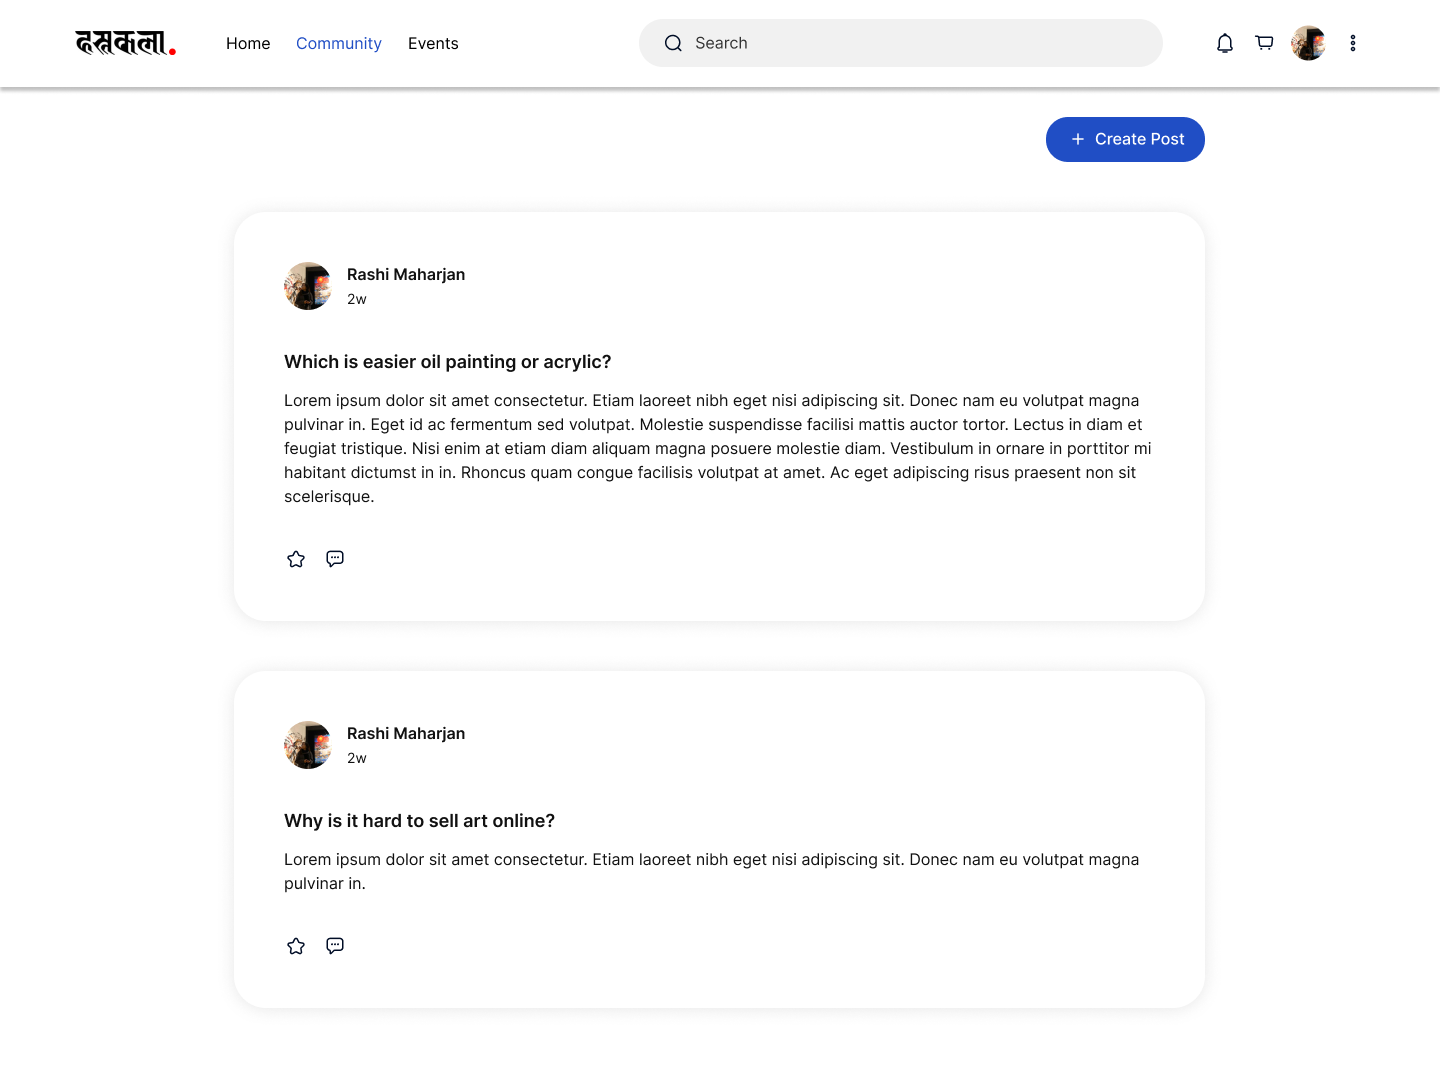 दसकला.
Home
Community
Events
Search
Create Post
Rashi Maharjan
2w
Which is easier oil painting or acrylic?
Lorem ipsum dolor sit amet consectetur. Etiam laoreet nibh eget nisi adipiscing sit. Donec nam eu volutpat magna
pulvinar in. Eget id ac fermentum sed volutpat. Molestie suspendisse facilisi mattis auctor tortor. Lectus in diam et
feugiat tristique. Nisi enim at etiam diam aliquam magna posuere molestie diam. Vestibulum in ornare in porttitor mi
habitant dictumst in in. Rhoncus quam congue facilisis volutpat at amet. Ac eget adipiscing risus praesent non sit
scelerisque.
Rashi Maharjan
2w
Why is it hard to sell art online?
Lorem ipsum dolor sit amet consectetur. Etiam laoreet nibh eget nisi adipiscing sit. Donec nam eu volutpat magna
pulvinar in.